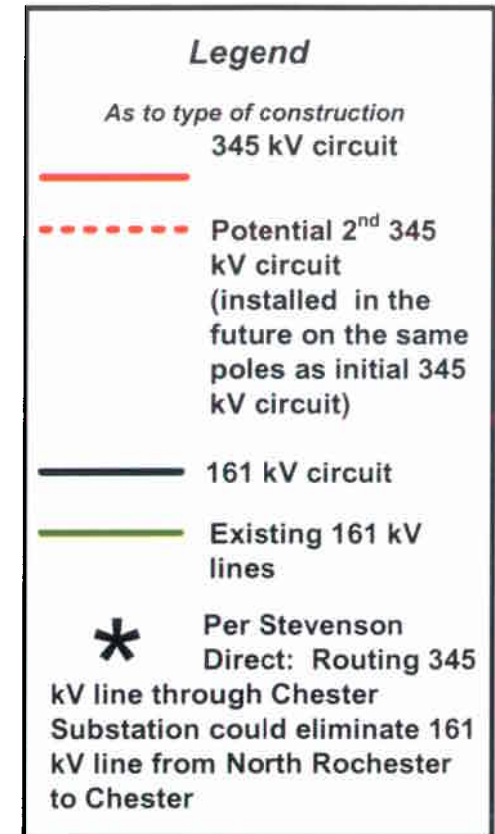 Legend
As to type of construction
345 kV circuit
Potential 2nd 345
kV circuit
(installed in the
future on the same
poles as initial 345
kV circuit)
161 kV circuit
Existing 161 kV
lines
* Per Stevenson
Direct: Routing 345
kV line through Chester
Substation could eliminate 161
kV line from North Rochester
to Chester